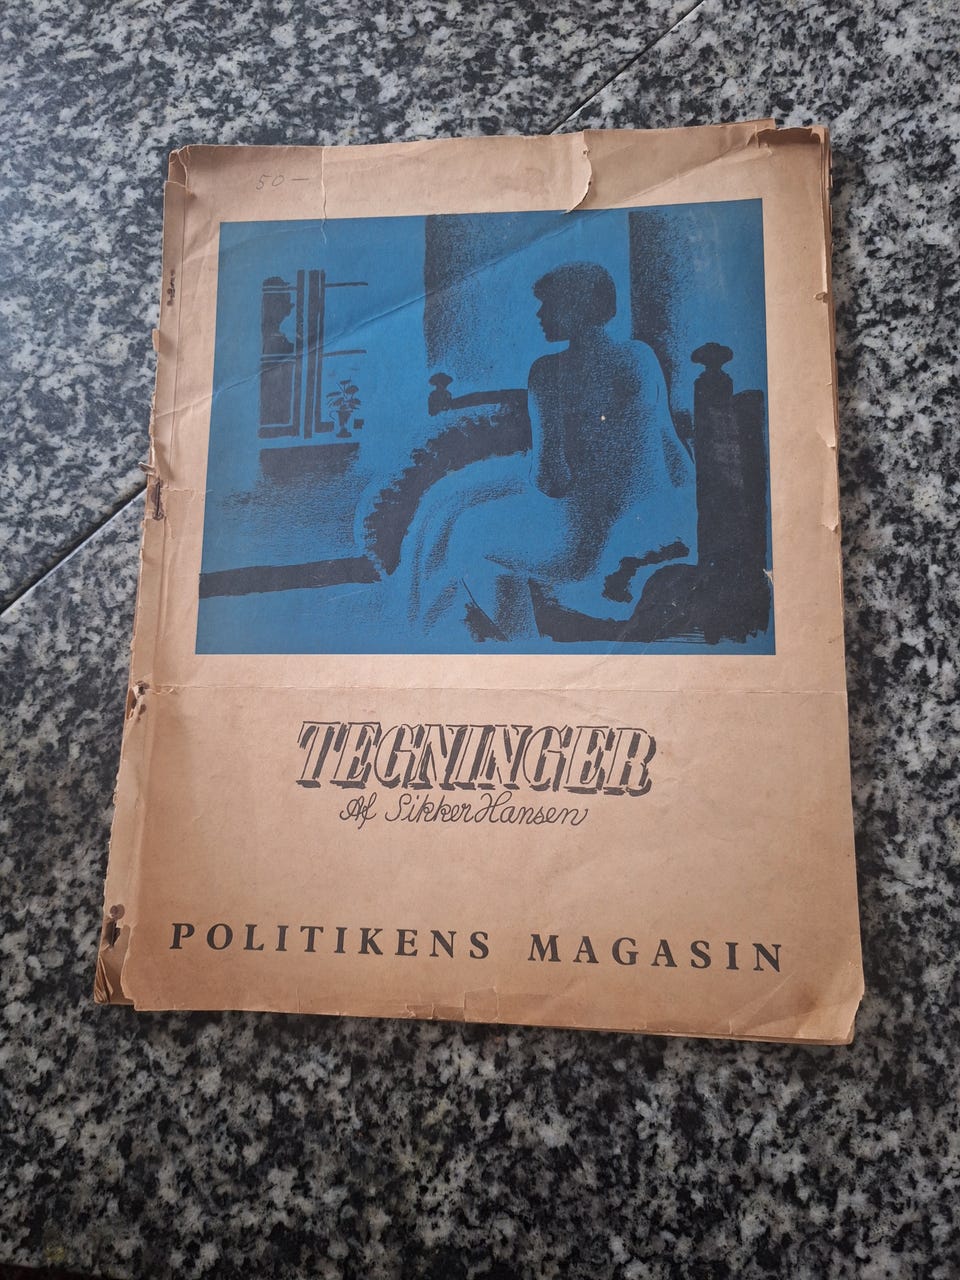 50 —
TEGNINGER
Af Sikker Hansen
POLITIKENS MAGASIN